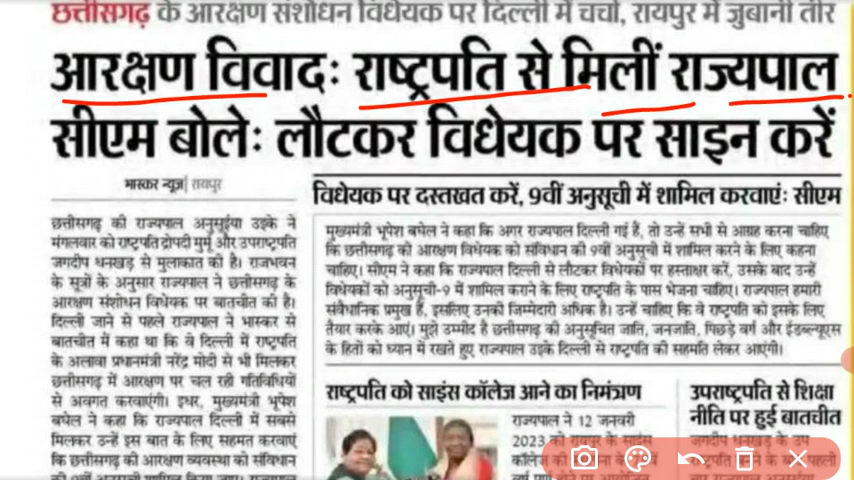 छत्तीसगढ़ के आरक्षण संशोधन विधेयक पर दिल्ली में चर्चा, रायपुर में जुबानी तीर
आरक्षण विवादः राष्ट्रपति से मिलीं राज्यपाल
सीएम बोलेः लौटकर विधेयक पर साइन करें
भास्कर न्यूज | रायपुर
छत्तीसगढ़ की राज्यपाल अनुसुईया उइके ने
मंगलवार को राष्ट्रपति द्रोपदी मुर्मू और उपराष्ट्रपति
जगदीप धनखड़ से मुलाकात की है। राजभवन
के सूत्रों के अनुसार राज्यपाल ने छत्तीसगढ़ के
आरक्षण संशोधन विधेयक पर बातचीत की है।
दिल्ली जाने से पहले राज्यपाल ने भास्कर से
बातचीत में कहा था कि वे दिल्ली में राष्ट्रपति
के अलावा प्रधानमंत्री नरेंद्र मोदी से भी मिलकर
छत्तीसगढ़ में आरक्षण पर चल रही गतिविधियों
से अवगत करवाएंगी। इधर, मुख्यमंत्री भूपेश
बघेल ने कहा कि राज्यपाल दिल्ली में सबसे
मिलकर उन्हें इस बात के लिए सहमत करवाएं
कि छत्तीसगढ़ की आरक्षण व्यवस्था को संविधान
विधेयक पर दस्तखत करें, 9वीं अनुसूची में शामिल करवाएंः सीएम
मुख्यमंत्री भूपेश बघेल ने कहा कि अगर राज्यपाल दिल्ली गई हैं, तो उन्हें सभी से आग्रह करना चाहिए
कि छत्तीसगढ़ को आरक्षण विधेयक को संविधान की 9वीं अनुसूची में शामिल करने के लिए कहना
चाहिए। सीएम ने कहा कि राज्यपाल दिल्ली से लौटकर विधेयकों पर हस्ताक्षर करें, उसके बाद उन्हें
विधेयकों को अनुसूची-9 में शामिल कराने के लिए राष्ट्रपति के पास भेजना चाहिए। राज्यपाल हमारी
संवैधानिक प्रमुख हैं, इसलिए उनकी जिम्मेदारी अधिक है। उन्हें चाहिए कि वे राष्ट्रपति को इसके लिए
तैयार करके आएं। मुझे उम्मीद है छत्तीसगढ़ की अनुसूचित जाति, जनजाति, पिछड़े वर्ग और ईडब्ल्यूएस
के हितों को ध्यान में रखते हुए राज्यपाल उइके दिल्ली से राष्ट्रपति की सहमति लेकर आएंगी।
राष्ट्रपति को साइंस कॉलेज आने का निमंत्रण
राज्यपाल ने 12 जनवरी
2023 को रायपुर के साइंस
उपराष्ट्रपति से शिक्षा
नीति पर हुई बातचीत
जगदीप धनखड़ के उप